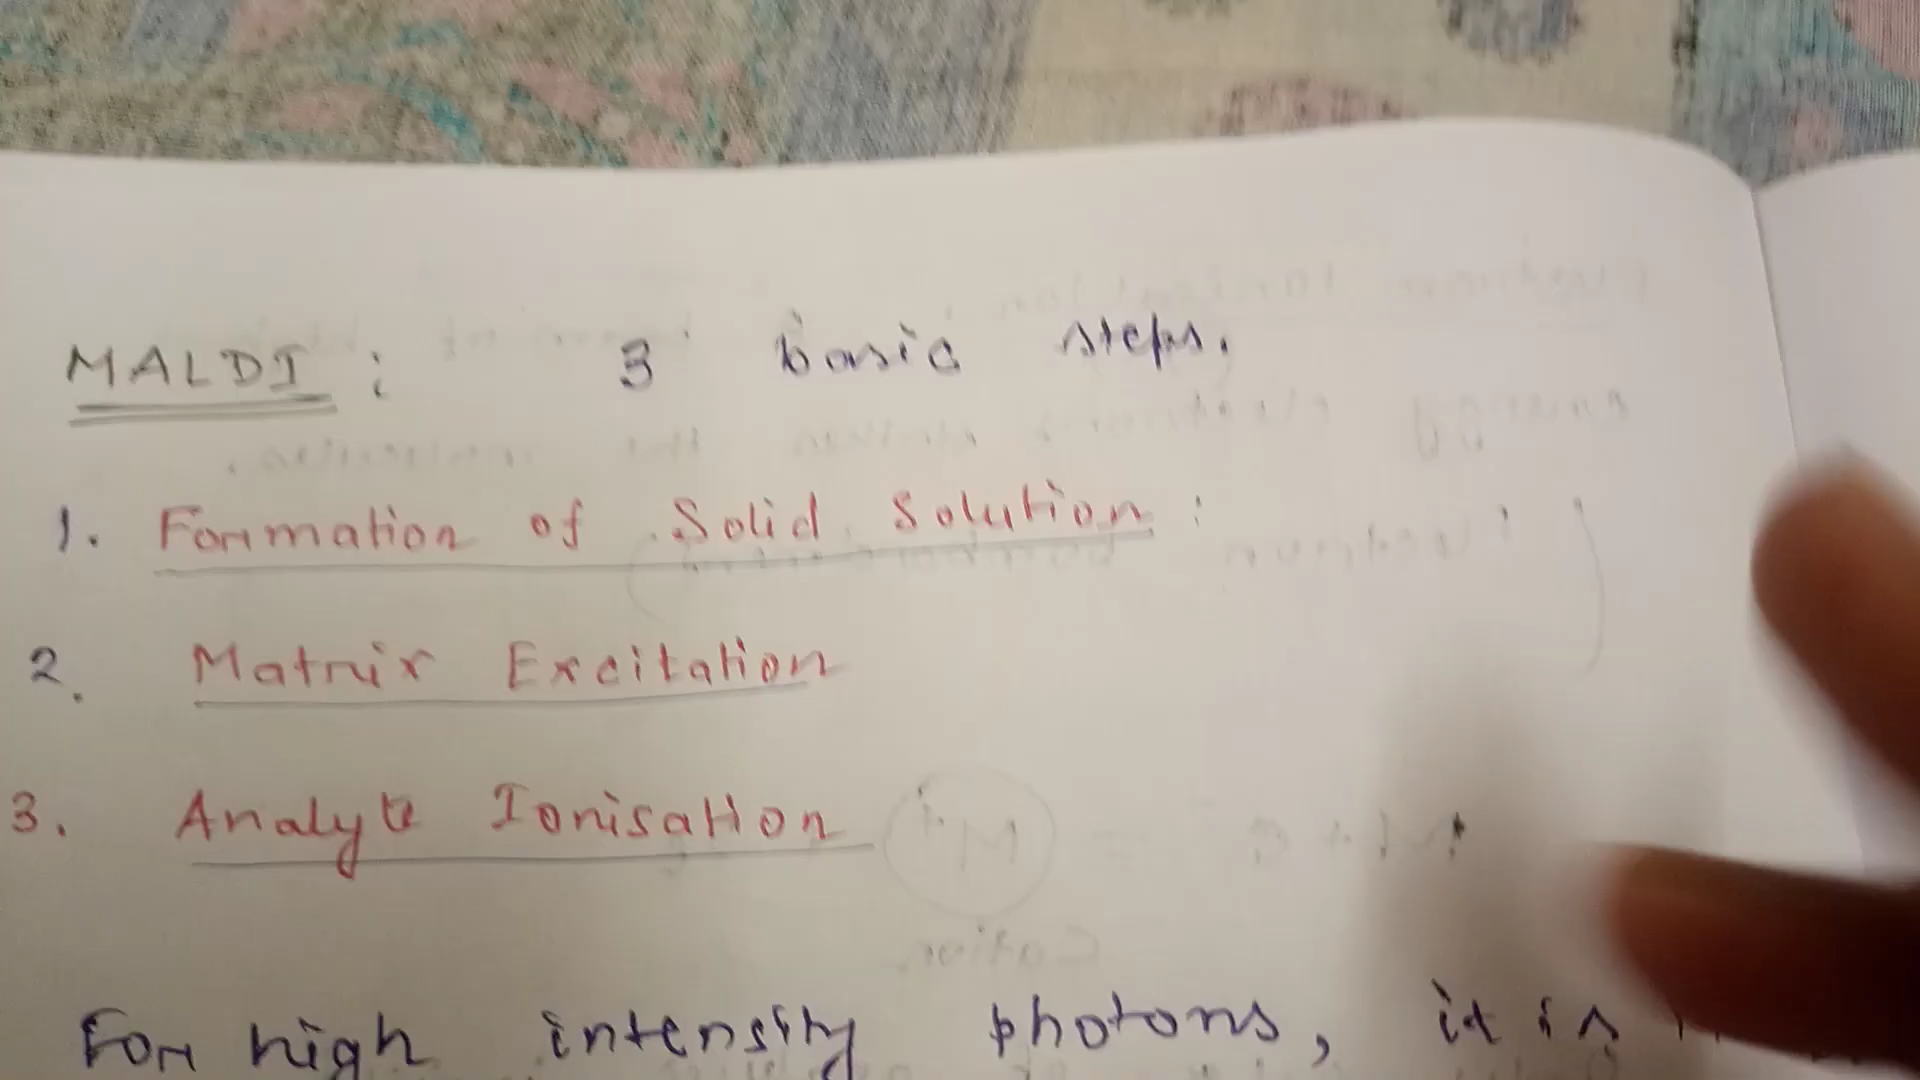 MALDI : 3 basic steps.
1. Formation of Solid Solution :
2. Matrix Excitation
3. Analyte Ionisation
For high intensity photons, it is